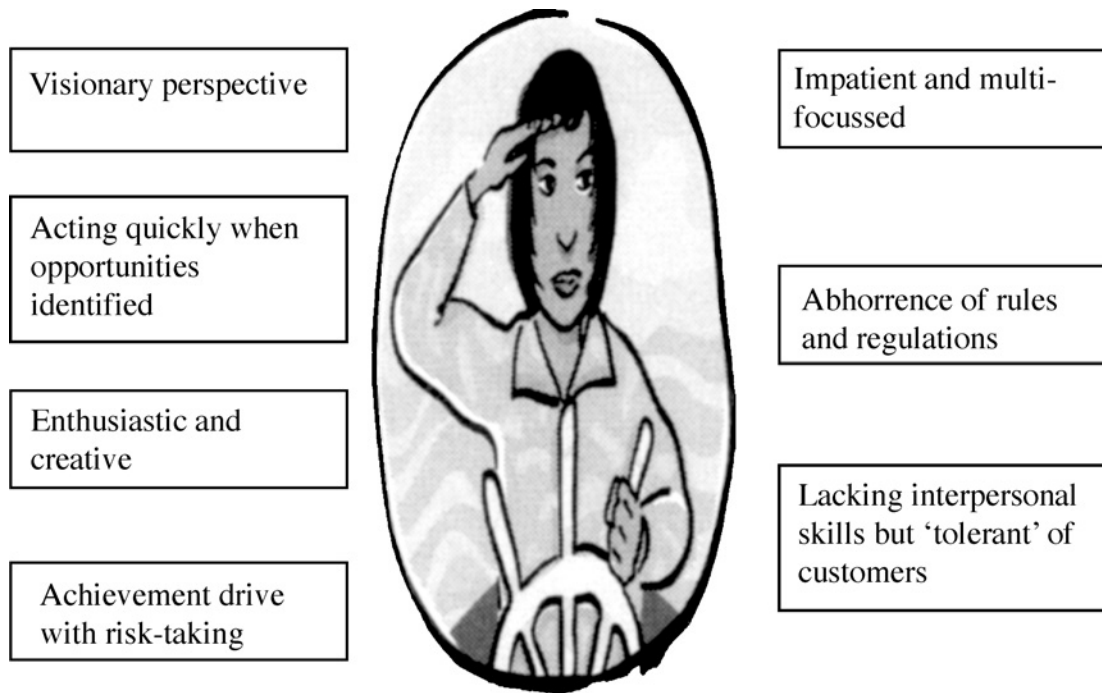 Visionary perspective
Acting quickly when
opportunities
identified
Enthusiastic and
creative
Achievement drive
with risk-taking
Impatient and multi-
focussed
Abhorrence of rules
and regulations
Lacking interpersonal
skills but ‘tolerant’ of
customers